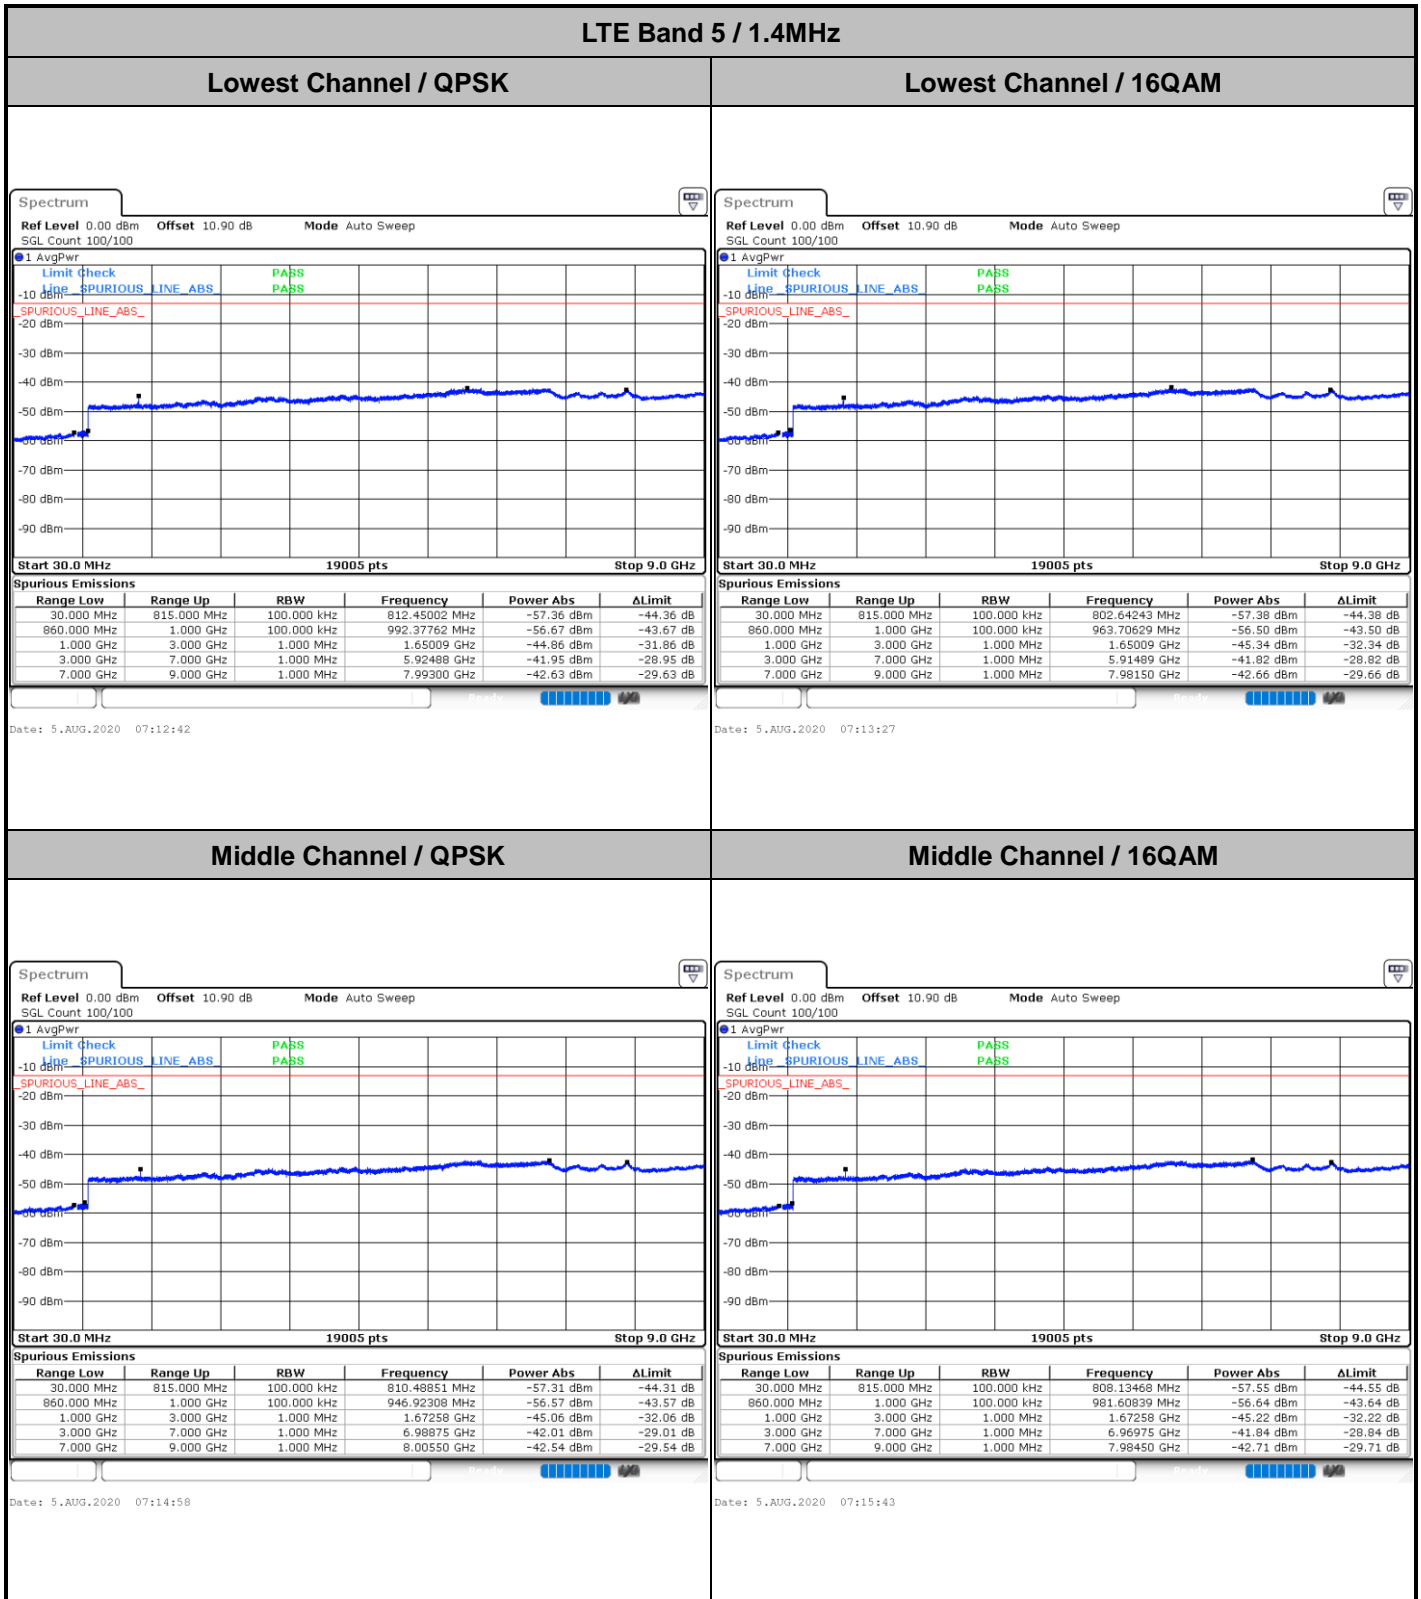 LTE Band 5 / 1.4MHz
Lowest Channel / QPSK
Lowest Channel / 16QAM
Spectrum
Ref Level 0.00 dBm Offset 10.90 dB Mode Auto Sweep
SGL Count 100/100
1 AvgPwr
Limit Check PASS
Line _SPURIOUS_LINE_ABS_ PASS
-10 dBm
_SPURIOUS_LINE_ABS_
-20 dBm
-30 dBm
-40 dBm
-50 dBm
-60 dBm
-70 dBm
-80 dBm
-90 dBm
Start 30.0 MHz 19005 pts Stop 9.0 GHz
Spurious Emissions
Range Low Range Up RBW Frequency Power Abs ΔLimit
30.000 MHz 815.000 MHz 100.000 kHz 812.45002 MHz -57.36 dBm -44.36 dB
860.000 MHz 1.000 GHz 100.000 kHz 992.37762 MHz -56.67 dBm -43.67 dB
1.000 GHz 3.000 GHz 1.000 MHz 1.65009 GHz -44.86 dBm -31.86 dB
3.000 GHz 7.000 GHz 1.000 MHz 5.92488 GHz -41.95 dBm -28.95 dB
7.000 GHz 9.000 GHz 1.000 MHz 7.99300 GHz -42.63 dBm -29.63 dB
Ready
Date: 5.AUG.2020 07:12:42
Spectrum
Ref Level 0.00 dBm Offset 10.90 dB Mode Auto Sweep
SGL Count 100/100
1 AvgPwr
Limit Check PASS
Line _SPURIOUS_LINE_ABS_ PASS
-10 dBm
_SPURIOUS_LINE_ABS_
-20 dBm
-30 dBm
-40 dBm
-50 dBm
-60 dBm
-70 dBm
-80 dBm
-90 dBm
Start 30.0 MHz 19005 pts Stop 9.0 GHz
Spurious Emissions
Range Low Range Up RBW Frequency Power Abs ΔLimit
30.000 MHz 815.000 MHz 100.000 kHz 802.64243 MHz -57.38 dBm -44.38 dB
860.000 MHz 1.000 GHz 100.000 kHz 963.70629 MHz -56.50 dBm -43.50 dB
1.000 GHz 3.000 GHz 1.000 MHz 1.65009 GHz -45.34 dBm -32.34 dB
3.000 GHz 7.000 GHz 1.000 MHz 5.91489 GHz -41.82 dBm -28.82 dB
7.000 GHz 9.000 GHz 1.000 MHz 7.98150 GHz -42.66 dBm -29.66 dB
Ready
Date: 5.AUG.2020 07:13:27
Middle Channel / QPSK
Middle Channel / 16QAM
Spectrum
Ref Level 0.00 dBm Offset 10.90 dB Mode Auto Sweep
SGL Count 100/100
1 AvgPwr
Limit Check PASS
Line _SPURIOUS_LINE_ABS_ PASS
-10 dBm
_SPURIOUS_LINE_ABS_
-20 dBm
-30 dBm
-40 dBm
-50 dBm
-60 dBm
-70 dBm
-80 dBm
-90 dBm
Start 30.0 MHz 19005 pts Stop 9.0 GHz
Spurious Emissions
Range Low Range Up RBW Frequency Power Abs ΔLimit
30.000 MHz 815.000 MHz 100.000 kHz 810.48851 MHz -57.31 dBm -44.31 dB
860.000 MHz 1.000 GHz 100.000 kHz 946.92308 MHz -56.57 dBm -43.57 dB
1.000 GHz 3.000 GHz 1.000 MHz 1.67258 GHz -45.06 dBm -32.06 dB
3.000 GHz 7.000 GHz 1.000 MHz 6.98875 GHz -42.01 dBm -29.01 dB
7.000 GHz 9.000 GHz 1.000 MHz 8.00550 GHz -42.54 dBm -29.54 dB
Ready
Date: 5.AUG.2020 07:14:58
Spectrum
Ref Level 0.00 dBm Offset 10.90 dB Mode Auto Sweep
SGL Count 100/100
1 AvgPwr
Limit Check PASS
Line _SPURIOUS_LINE_ABS_ PASS
-10 dBm
_SPURIOUS_LINE_ABS_
-20 dBm
-30 dBm
-40 dBm
-50 dBm
-60 dBm
-70 dBm
-80 dBm
-90 dBm
Start 30.0 MHz 19005 pts Stop 9.0 GHz
Spurious Emissions
Range Low Range Up RBW Frequency Power Abs ΔLimit
30.000 MHz 815.000 MHz 100.000 kHz 808.13468 MHz -57.55 dBm -44.55 dB
860.000 MHz 1.000 GHz 100.000 kHz 981.60839 MHz -56.64 dBm -43.64 dB
1.000 GHz 3.000 GHz 1.000 MHz 1.67258 GHz -45.22 dBm -32.22 dB
3.000 GHz 7.000 GHz 1.000 MHz 6.96975 GHz -41.84 dBm -28.84 dB
7.000 GHz 9.000 GHz 1.000 MHz 7.98450 GHz -42.71 dBm -29.71 dB
Ready
Date: 5.AUG.2020 07:15:43